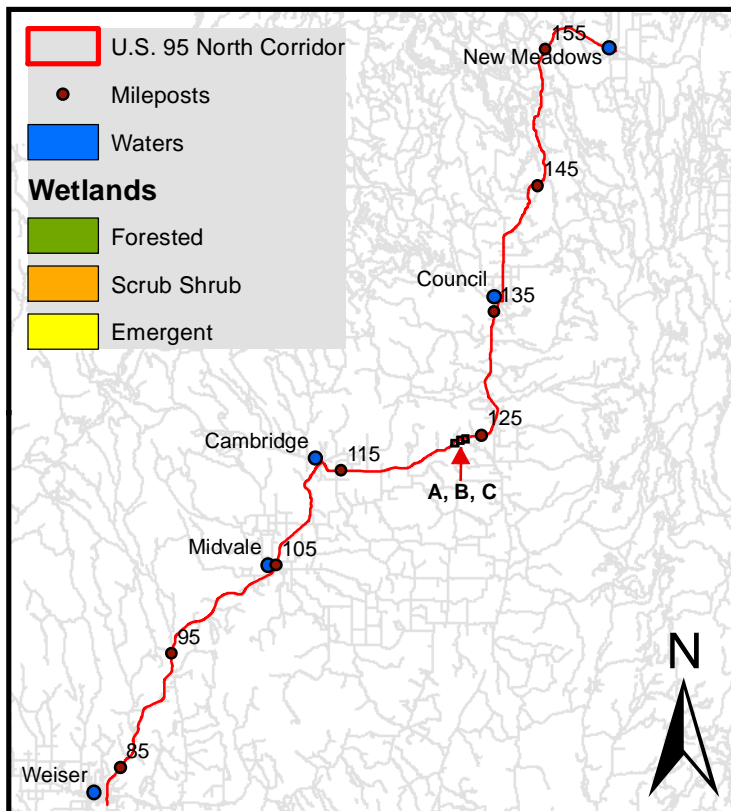 U.S. 95 North Corridor
Mileposts
Waters
Wetlands
Forested
Scrub Shrub
Emergent
155
New Meadows
145
Council
135
125
Cambridge
115
A, B, C
Midvale
105
95
N
85
Weiser